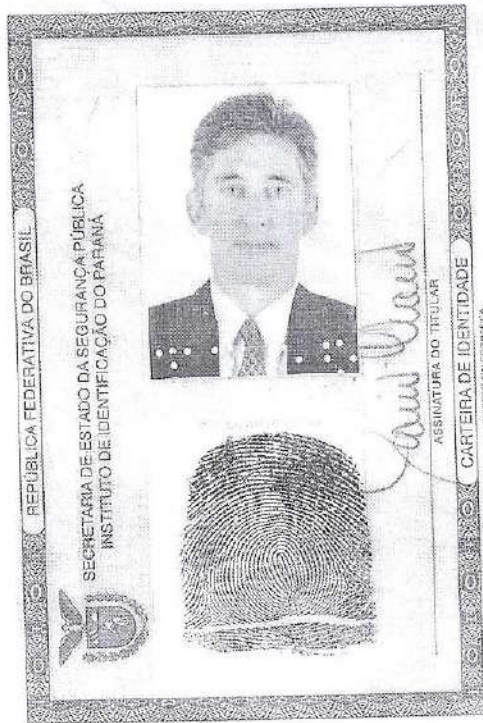 REPÚBLICA FEDERATIVA DO BRASIL
SECRETARIA DE ESTADO DA SEGURANÇA PÚBLICA
INSTITUTO DE IDENTIFICAÇÃO DO PARANÁ
ASSINATURA DO TITULAR
CARTEIRA DE IDENTIDADE